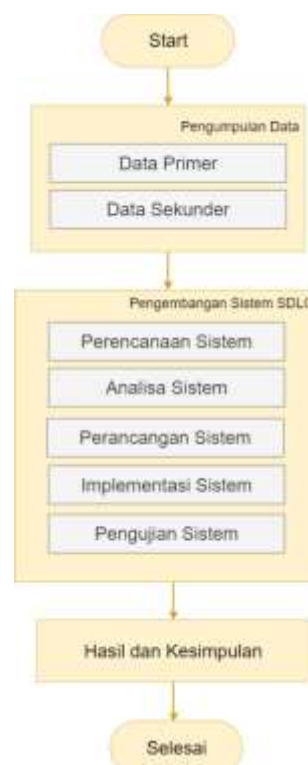 Start
Pengumpulan Data
Data Primer
Data Sekunder
Pengembangan Sistem SDLC
Perencanaan Sistem
Analisa Sistem
Perancangan Sistem
Implementasi Sistem
Pengujian Sistem
Hasil dan Kesimpulan
Selesai